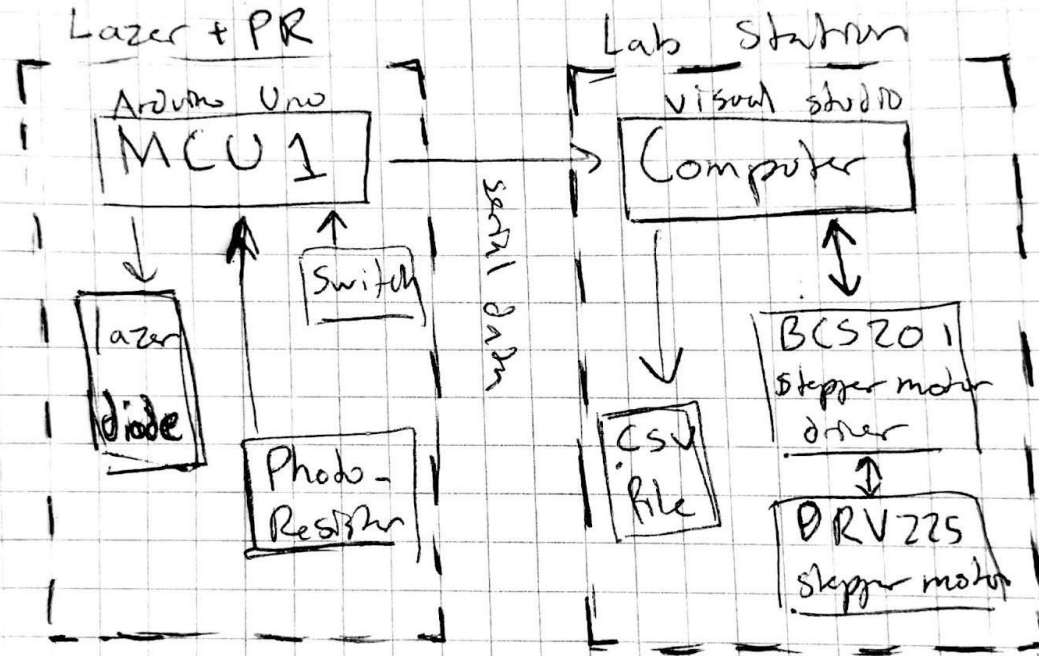 Lazer + PR
Arduino Uno
MCU 1
lazer
diode
Switch
Photo-
Resistor
serial data
Lab Station
visual studio
Computer
CSV
file
BCS201
stepper motor
driver
DRV225
stepper motor